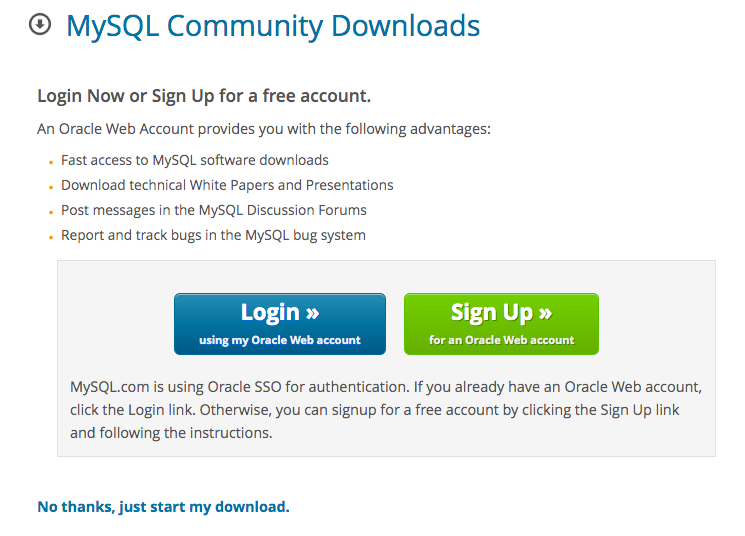 MySQL Community Downloads
Login Now or Sign Up for a free account.
An Oracle Web Account provides you with the following advantages:
Fast access to MySQL software downloads
Download technical White Papers and Presentations
Post messages in the MySQL Discussion Forums
Report and track bugs in the MySQL bug system
Login »
using my Oracle Web account
Sign Up »
for an Oracle Web account
MySQL.com is using Oracle SSO for authentication. If you already have an Oracle Web account,
click the Login link. Otherwise, you can signup for a free account by clicking the Sign Up link
and following the instructions.
No thanks, just start my download.